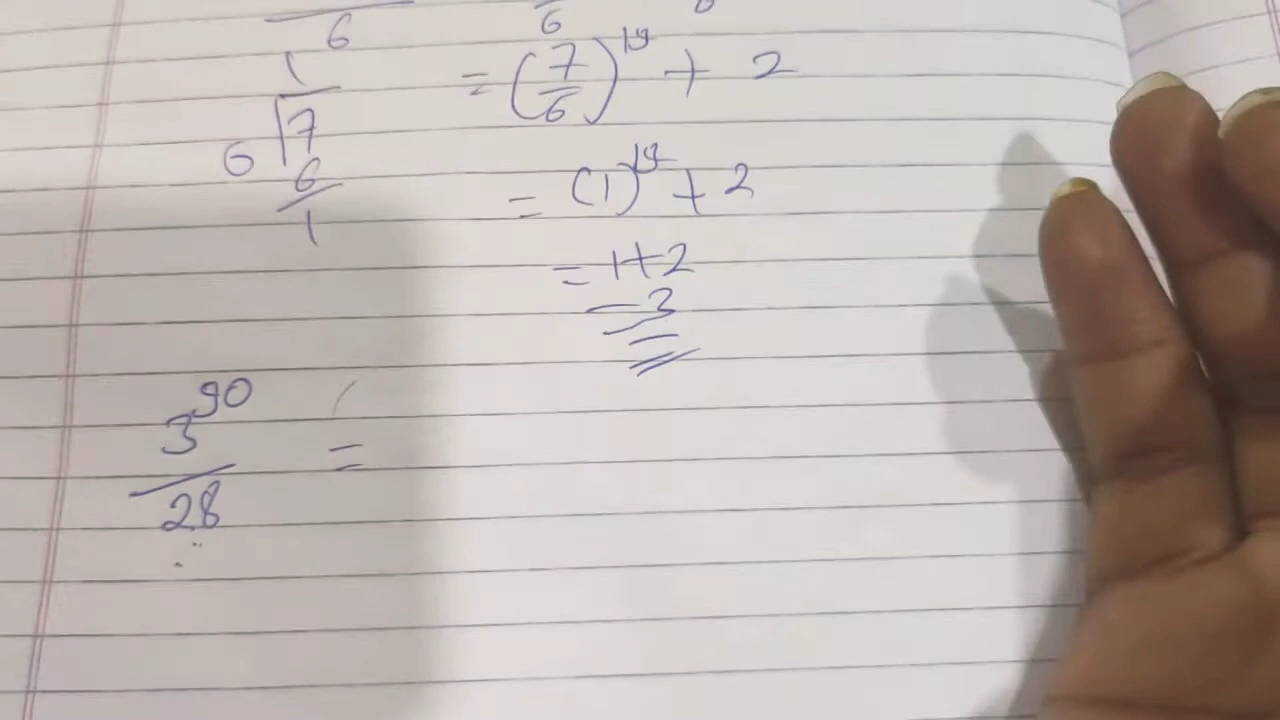 6 6
1
6 7
6
1
= (7/6)^19 + 2
= (1)^19 + 2
= 1+2
= 3
3^90 / 28 =